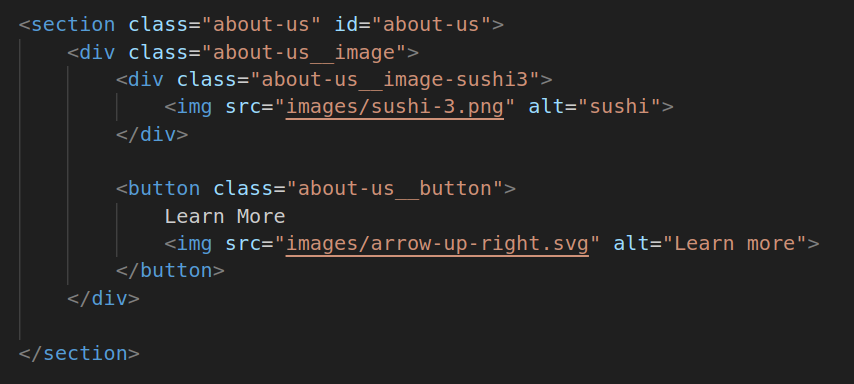 <section class="about-us" id="about-us">
    <div class="about-us__image">
        <div class="about-us__image-sushi3">
            <img src="images/sushi-3.png" alt="sushi">
        </div>

        <button class="about-us__button">
            Learn More
            <img src="images/arrow-up-right.svg" alt="Learn more">
        </button>
    </div>

</section>